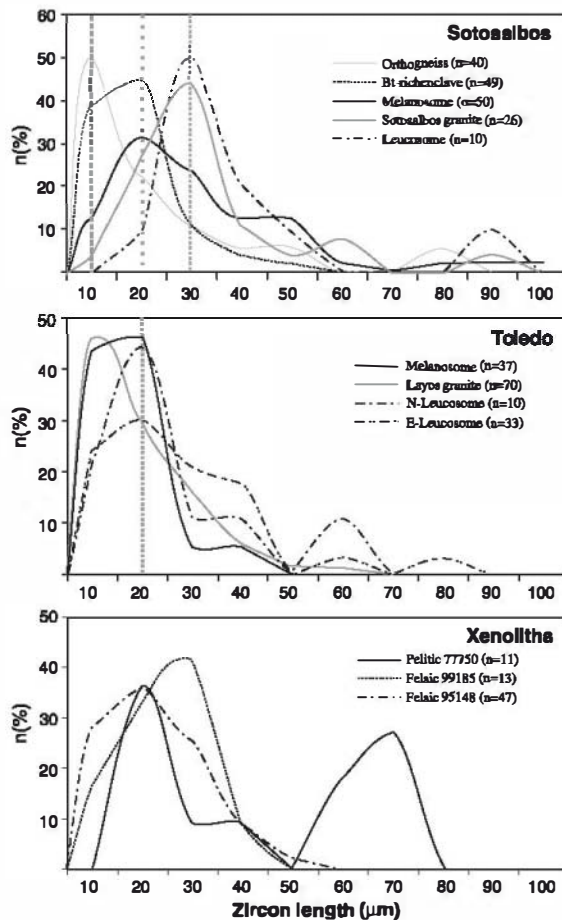 Sotosalbos
60
50
40
30
20
10
n(%)
Orthogneiss (n=40)
Bt-richenclave (n=49)
Melanosome (n=50)
Sotosalbos granite (n=26)
Leucosome (n=10)
10 20 30 40 50 60 70 80 90 100
Toledo
50
40
30
20
10
n(%)
Melanosome (n=37)
Layos granite (n=70)
N-Leucosome (n=10)
E-Leucosome (n=33)
10 20 30 40 50 60 70 80 90 100
Xenoliths
50
40
30
20
10
n(%)
Pelitic 77750 (n=11)
Felsic 99185 (n=13)
Felsic 95148 (n=47)
10 20 30 40 50 60 70 80 90 100
Zircon length (μm)